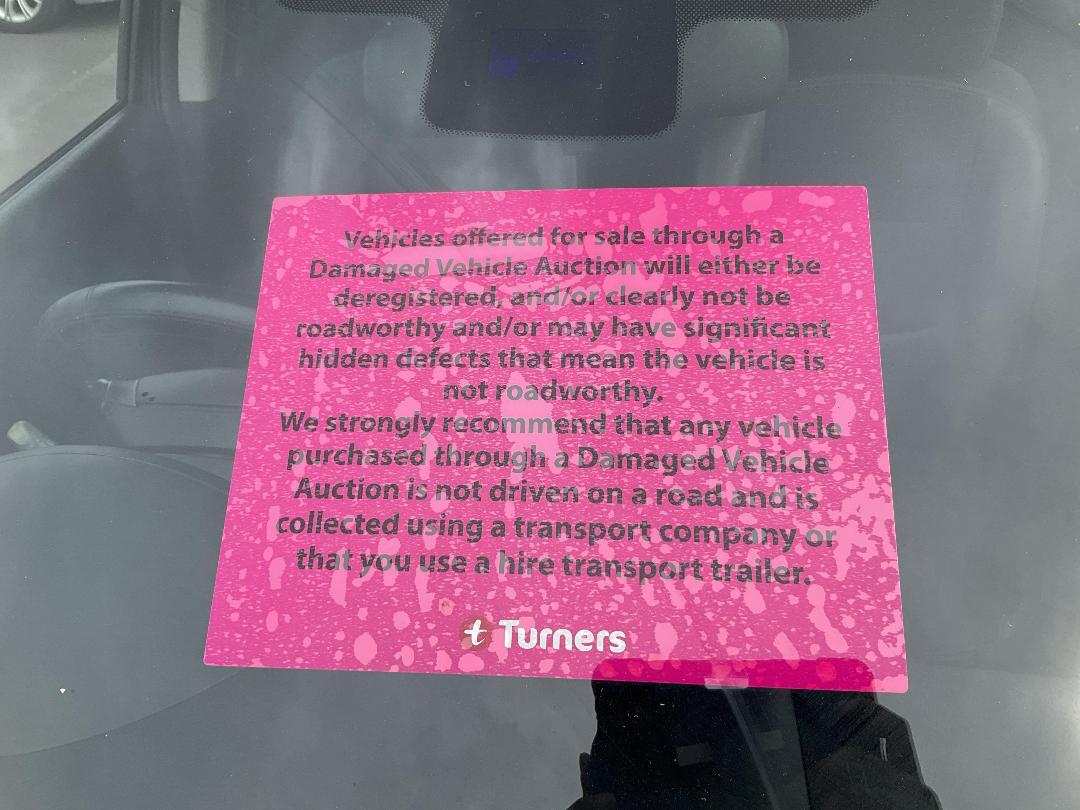 Vehicles offered for sale through a
Damaged Vehicle Auction will either be
deregistered, and/or clearly not be
roadworthy and/or may have significant
hidden defects that mean the vehicle is
not roadworthy.
We strongly recommend that any vehicle
purchased through a Damaged Vehicle
Auction is not driven on a road and is
collected using a transport company or
that you use a hire transport trailer.
t Turners